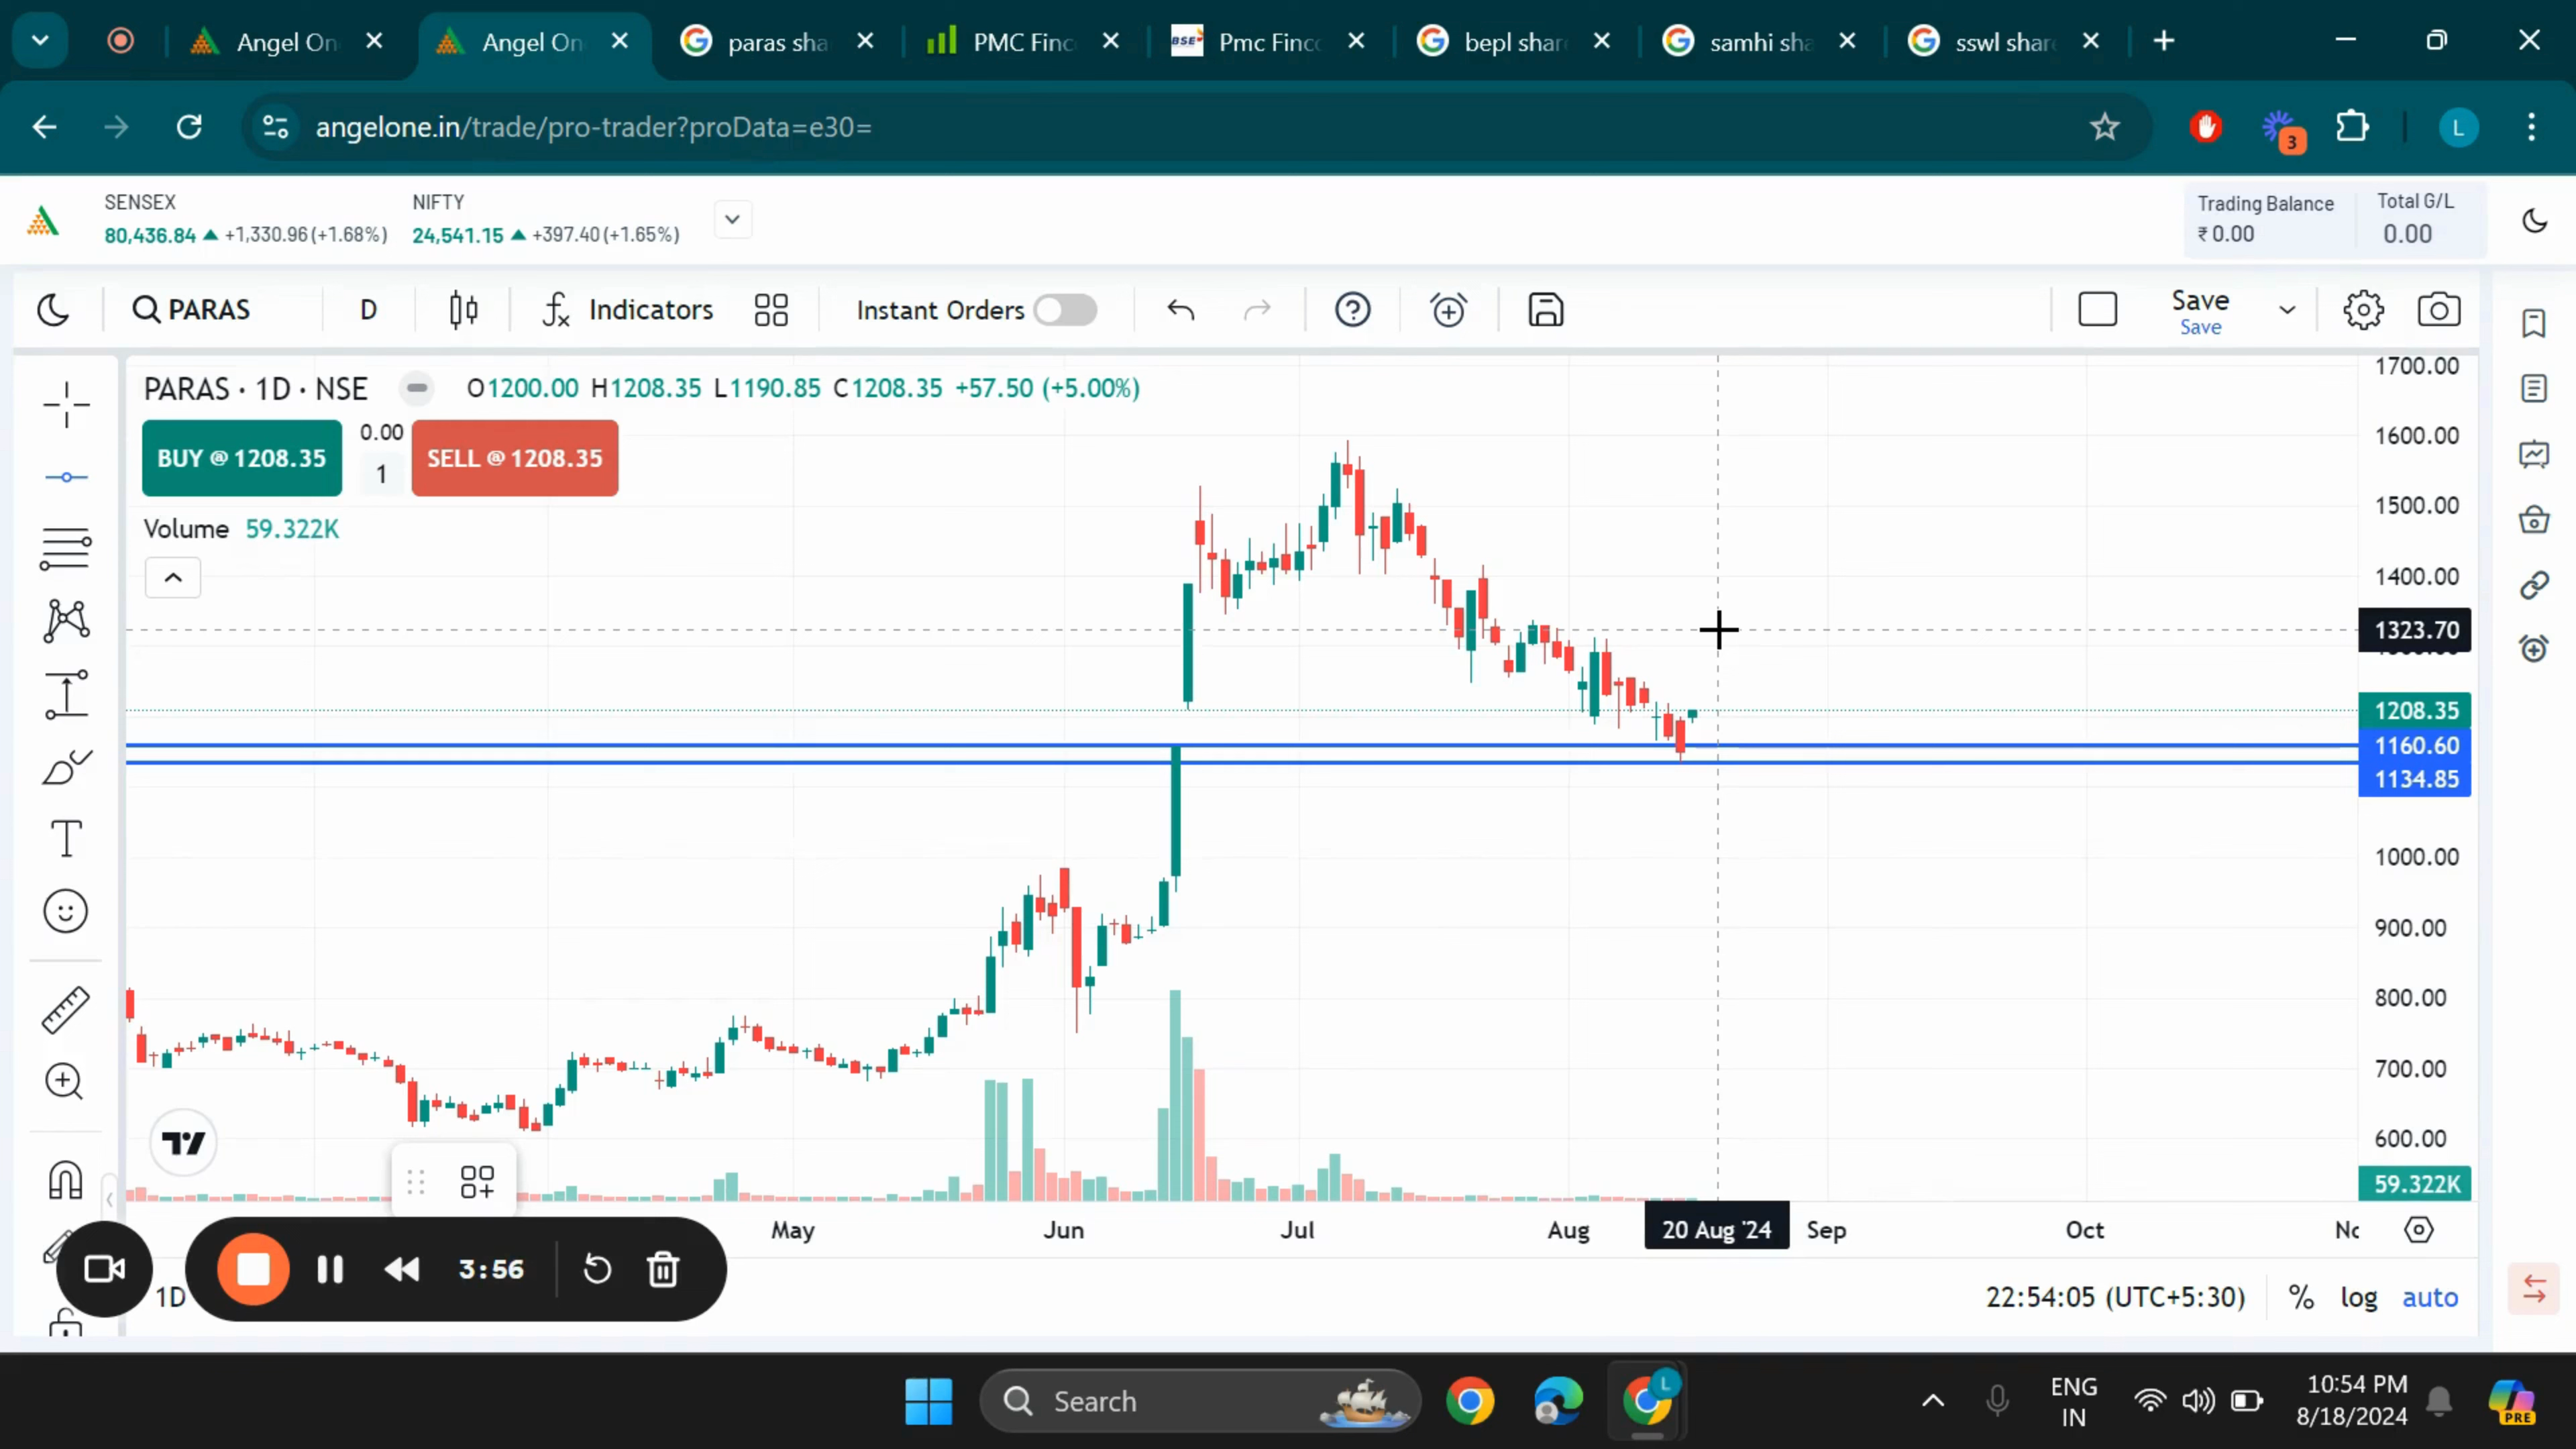 Angel On
Angel On
paras sha
PMC Finc
BSE
Pmc Finco
bepl shar
samhi sha
sswl shar
angelone.in/trade/pro-trader?proData=e30=
3
L
SENSEX
80,436.84 ▲ +1,330.96 (+1.68%)
NIFTY
24,541.15 ▲ +397.40 (+1.65%)
Trading Balance
₹ 0.00
Total G/L
0.00
PARAS
D
Indicators
Instant Orders
Save
Save
PARAS · 1D · NSE
O1200.00 H1208.35 L1190.85 C1208.35 +57.50 (+5.00%)
BUY @ 1208.35
0.00
1
SELL @ 1208.35
Volume 59.322K
1700.00
1600.00
1500.00
1400.00
1323.70
1208.35
1160.60
1134.85
1000.00
900.00
800.00
700.00
600.00
59.322K
May
Jun
Jul
Aug
20 Aug '24
Sep
Oct
3:56
1D
22:54:05 (UTC+5:30)
%
log
auto
Search
L
ENG
IN
10:54 PM
8/18/2024
PRE